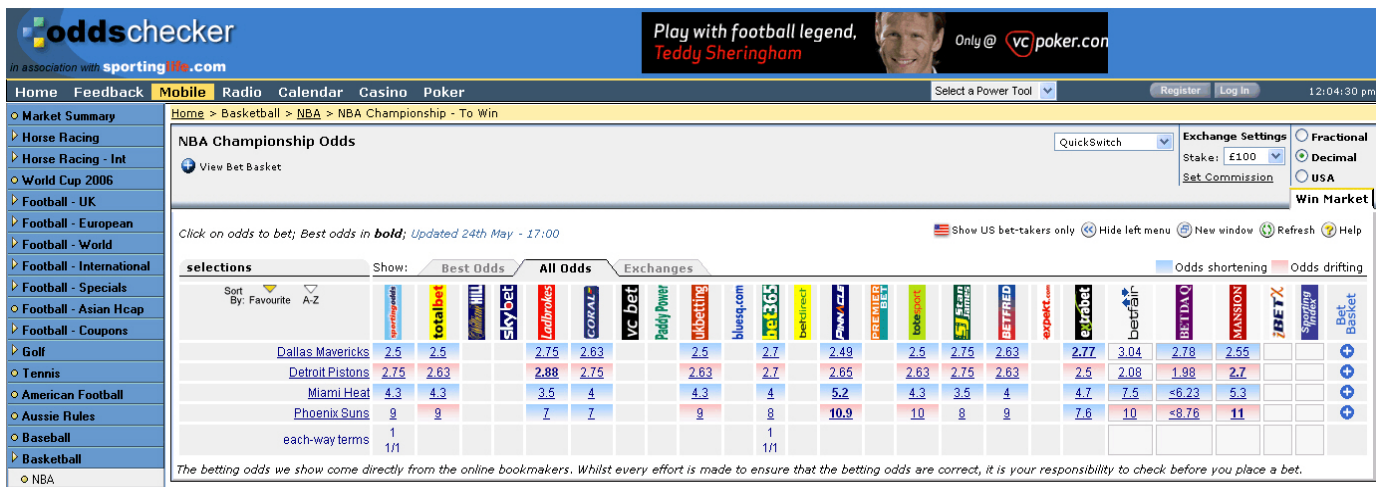 oddschecker
in association with sportinglife.com
Play with football legend,
Teddy Sheringham
Only @ vc poker.com
Home Feedback Mobile Radio Calendar Casino Poker
Select a Power Tool
Register Log In
12:04:30 pm
Market Summary
Horse Racing
Horse Racing - Int
World Cup 2006
Football - UK
Football - European
Football - World
Football - International
Football - Specials
Football - Asian Hcap
Football - Coupons
Golf
Tennis
American Football
Aussie Rules
Baseball
Basketball
NBA
Home > Basketball > NBA > NBA Championship - To Win
NBA Championship Odds
View Bet Basket
QuickSwitch
Exchange Settings
Stake: £100
Set Commission
Fractional
Decimal
USA
Win Market
Click on odds to bet; Best odds in bold; Updated 24th May - 17:00
Show US bet-takers only Hide left menu New window Refresh Help
selections Show: Best Odds All Odds Exchanges Odds shortening Odds drifting
Sort By: Favourite A-Z
sportingodds totalbet William HILL skybet Ladbrokes CORAL vc bet Paddy Power ukbetting bluesq.com bet365 betdirect PINNACLE PREMIER BET totesport Stan James BETFRED expekt.com extrabet betfair BETDAQ MANSION iBETX Sporting Index Bet Basket
Dallas Mavericks 2.5 2.5 2.75 2.63 2.5 2.7 2.49 2.5 2.75 2.63 2.77 3.04 2.78 2.55
Detroit Pistons 2.75 2.63 2.88 2.75 2.63 2.7 2.65 2.63 2.75 2.63 2.5 2.08 1.98 2.7
Miami Heat 4.3 4.3 3.5 4 4.3 4 5.2 4.3 3.5 4 4.7 7.5 <6.23 5.3
Phoenix Suns 9 9 7 7 9 8 10.9 10 8 9 7.6 10 <8.76 11
each-way terms 1 1/1 1 1/1
The betting odds we show come directly from the online bookmakers. Whilst every effort is made to ensure that the betting odds are correct, it is your responsibility to check before you place a bet.